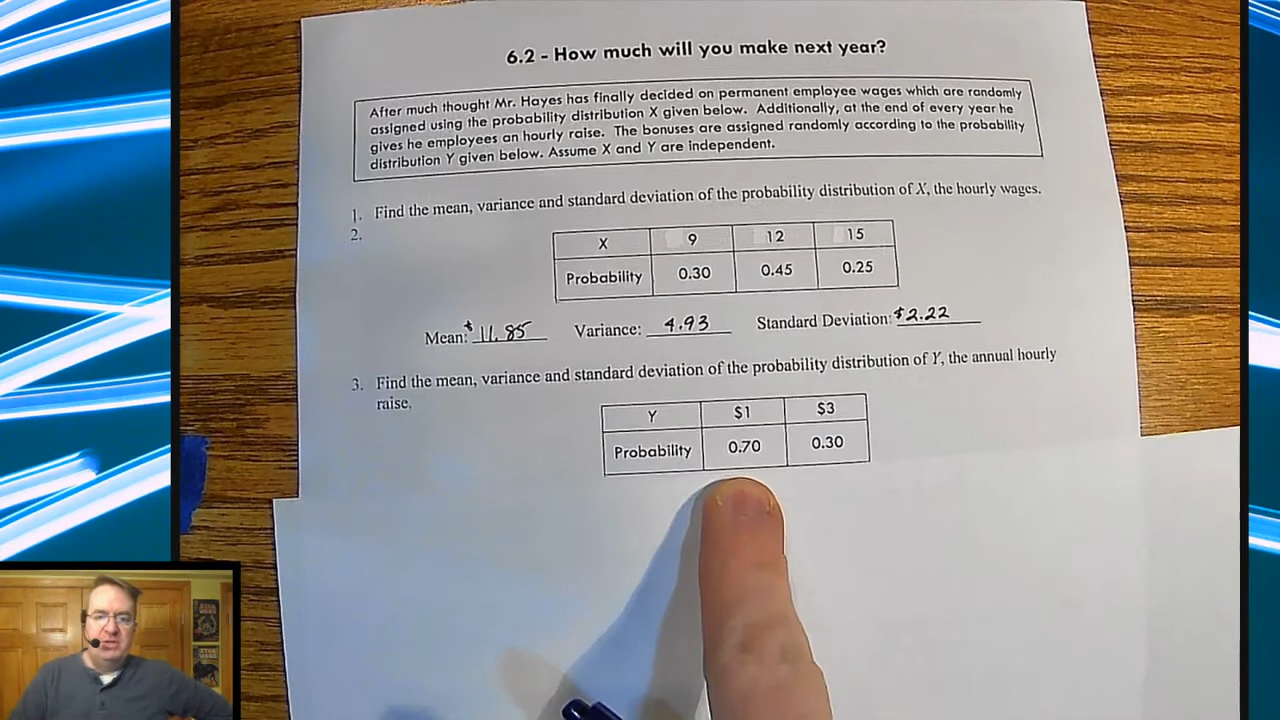 6.2 - How much will you make next year?
After much thought Mr. Hayes has finally decided on permanent employee wages which are randomly
assigned using the probability distribution X given below. Additionally, at the end of every year he
gives he employees an hourly raise. The bonuses are assigned randomly according to the probability
distribution Y given below. Assume X and Y are independent.
1. Find the mean, variance and standard deviation of the probability distribution of X, the hourly wages.
2.
X 9 12 15
Probability 0.30 0.45 0.25
Mean: $11.85 Variance: 4.93 Standard Deviation: $2.22
3. Find the mean, variance and standard deviation of the probability distribution of Y, the annual hourly
raise.
Y $1 $3
Probability 0.70 0.30
STAR WARS
STAR WARS